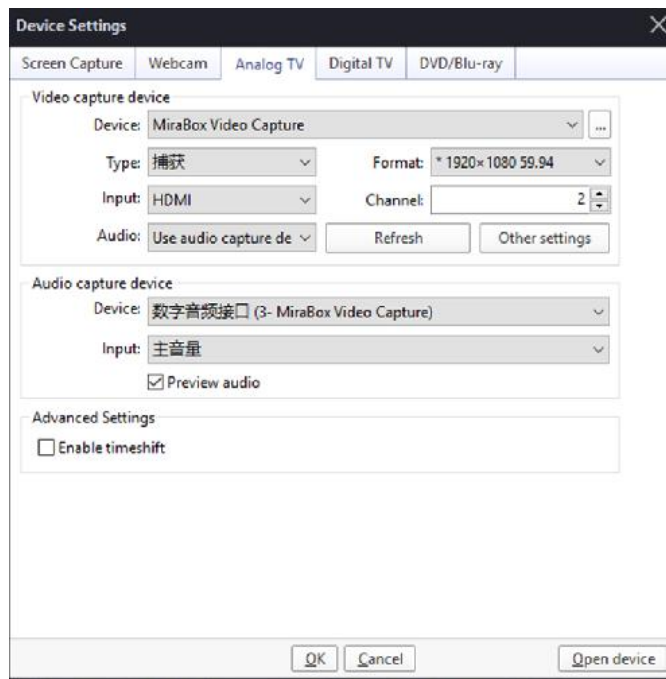 Device Settings
Screen Capture Webcam Analog TV Digital TV DVD/Blu-ray
Video capture device
Device: MiraBox Video Capture ...
Type: 捕获 Format: * 1920×1080 59.94
Input: HDMI Channel: 2
Audio: Use audio capture de Refresh Other settings
Audio capture device
Device: 数字音频接口 (3- MiraBox Video Capture)
Input: 主音量
Preview audio
Advanced Settings
Enable timeshift
OK Cancel Open device